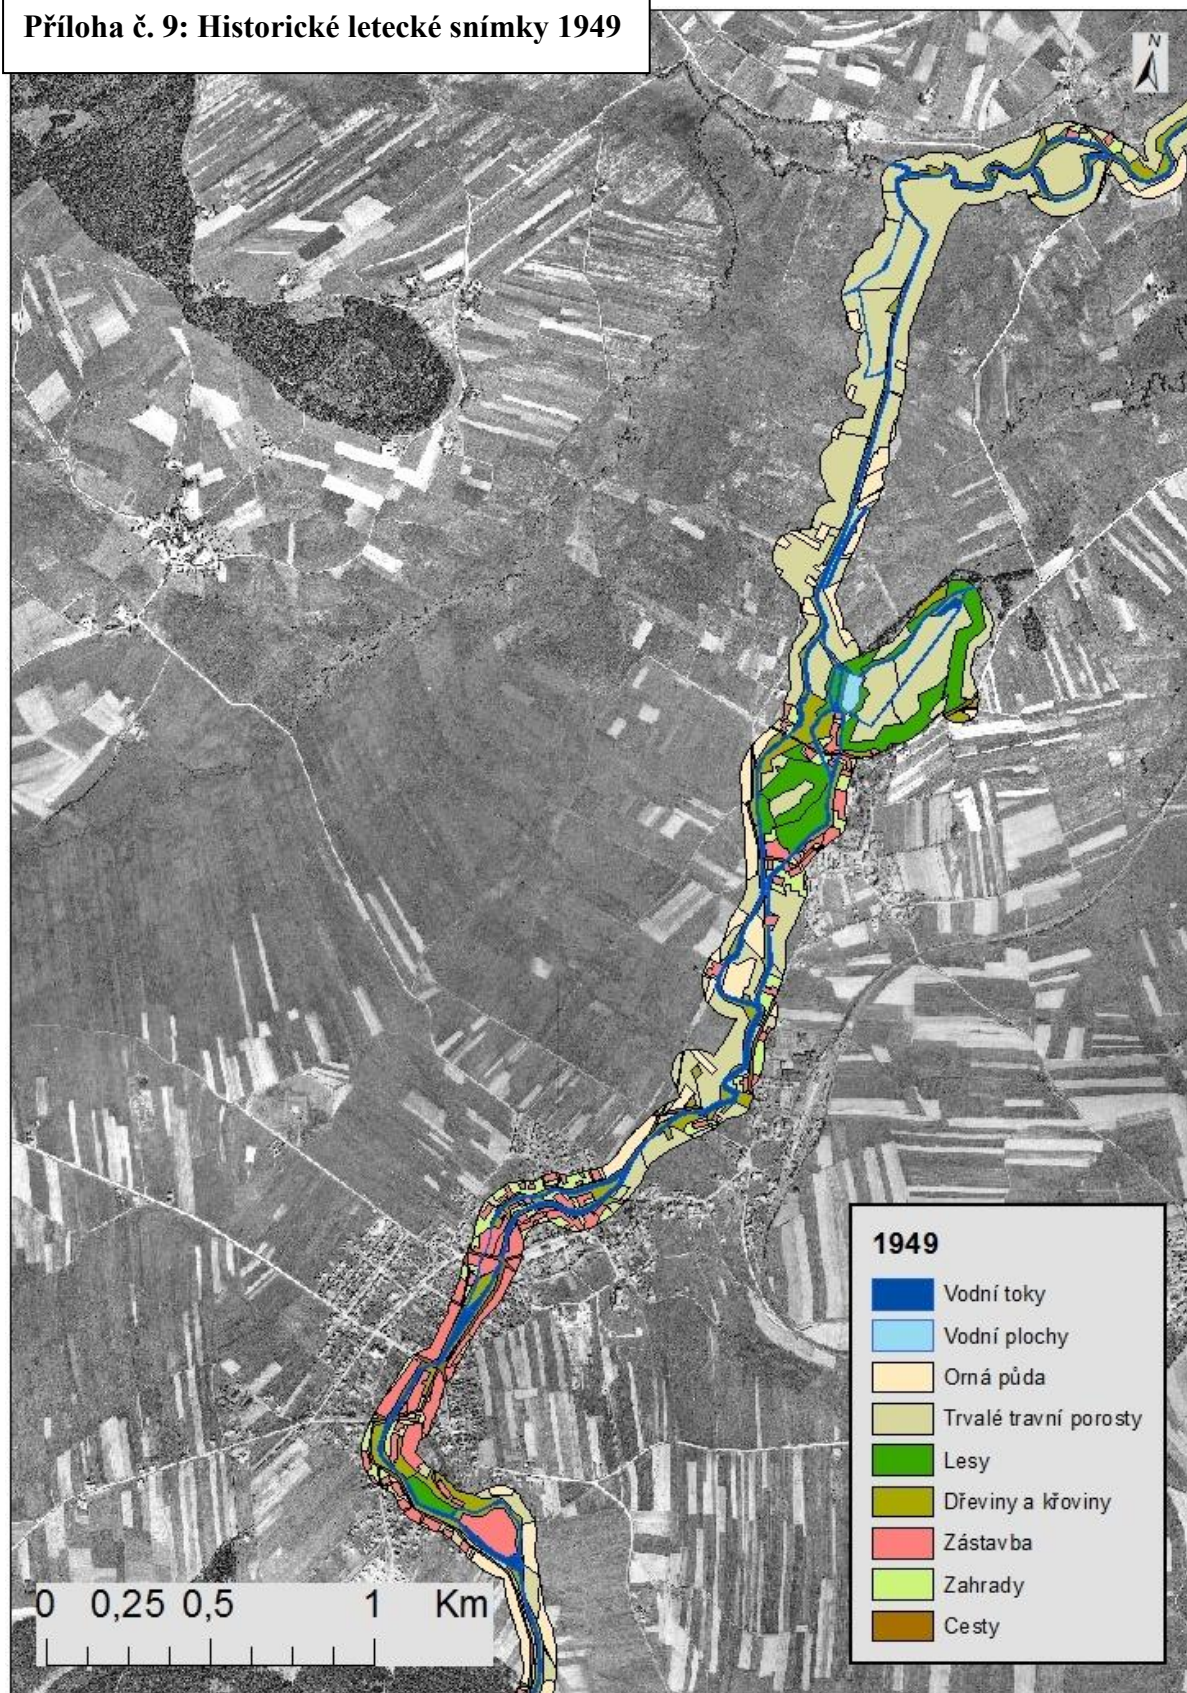 Příloha č. 9: Historické letecké snímky 1949
N
1949
Vodní toky
Vodní plochy
Orná půda
Trvalé travní porosty
Lesy
Dřeviny a křoviny
Zástavba
Zahrady
Cesty
0 0,25 0,5 1 Km